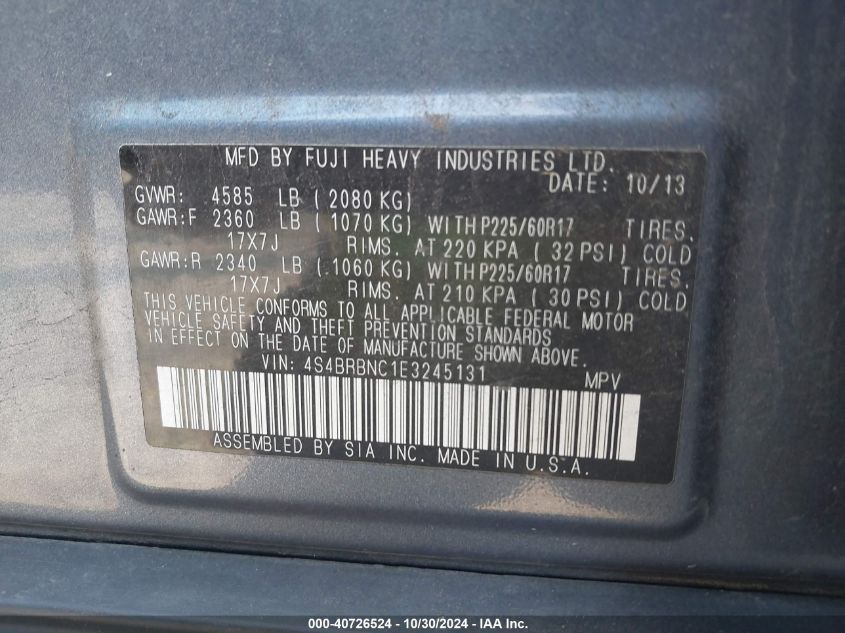 MFD BY FUJI HEAVY INDUSTRIES LTD.
DATE: 10/13
GVWR: 4585 LB ( 2080 KG)
GAWR:F 2360 LB ( 1070 KG) WITH P225/60R17 TIRES.
17X7J RIMS. AT 220 KPA ( 32 PSI) COLD
GAWR:R 2340 LB ( 1060 KG) WITH P225/60R17 TIRES.
17X7J RIMS. AT 210 KPA ( 30 PSI) COLD
THIS VEHICLE CONFORMS TO ALL APPLICABLE FEDERAL MOTOR
VEHICLE SAFETY AND THEFT PREVENTION STANDARDS
IN EFFECT ON THE DATE OF MANUFACTURE SHOWN ABOVE.
VIN: 4S4BRBNC1E3245131 MPV
ASSEMBLED BY SIA INC. MADE IN U.S.A.
000-40726524 - 10/30/2024 - IAA Inc.